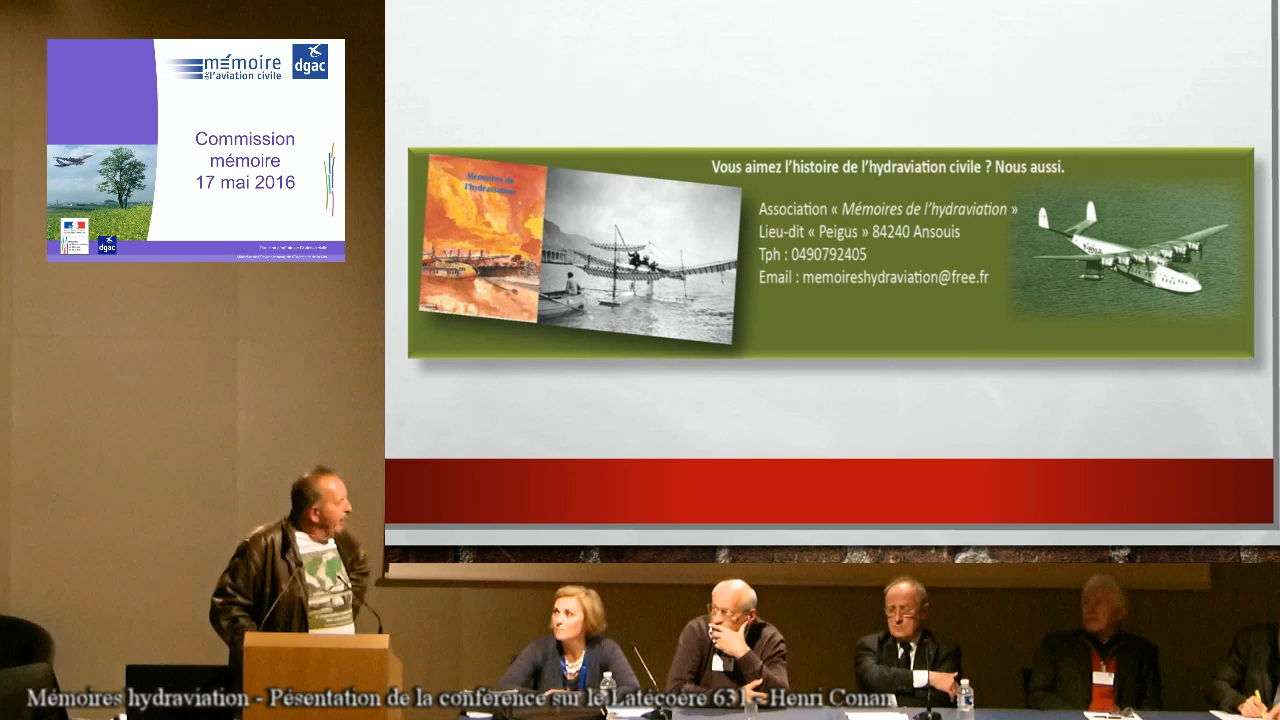 mémoire
de l'aviation civile
dgac
Commission
mémoire
17 mai 2016
dgac
Vous aimez l'histoire de l'hydraviation civile ? Nous aussi.
Mémoires de
l'hydraviation
Association « Mémoires de l'hydraviation »
Lieu-dit « Peigus » 84240 Ansouis
Tph : 0490792405
Email : memoireshydraviation@free.fr
Mémoires hydraviation - Pésentation de la conférence sur le Latécoère 631 - Henri Conan